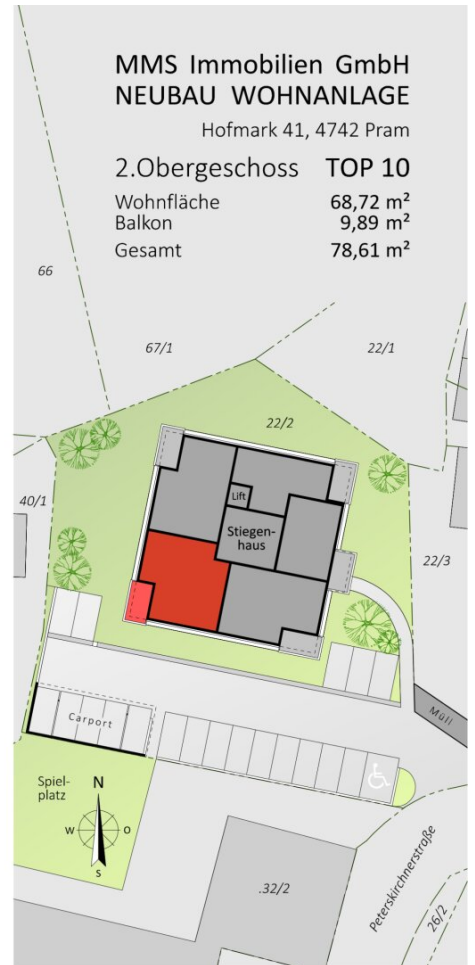 MMS Immobilien GmbH
NEUBAU WOHNANLAGE
Hofmark 41, 4742 Pram
2.Obergeschoss TOP 10
Wohnfläche 68,72 m²
Balkon 9,89 m²
Gesamt 78,61 m²
66
67/1
22/1
22/2
40/1
Lift
Stiegen-
haus
22/3
Müll
Carport
Spiel-
platz
N
W
O
S
.32/2
Peterskirchnerstraße
26/2